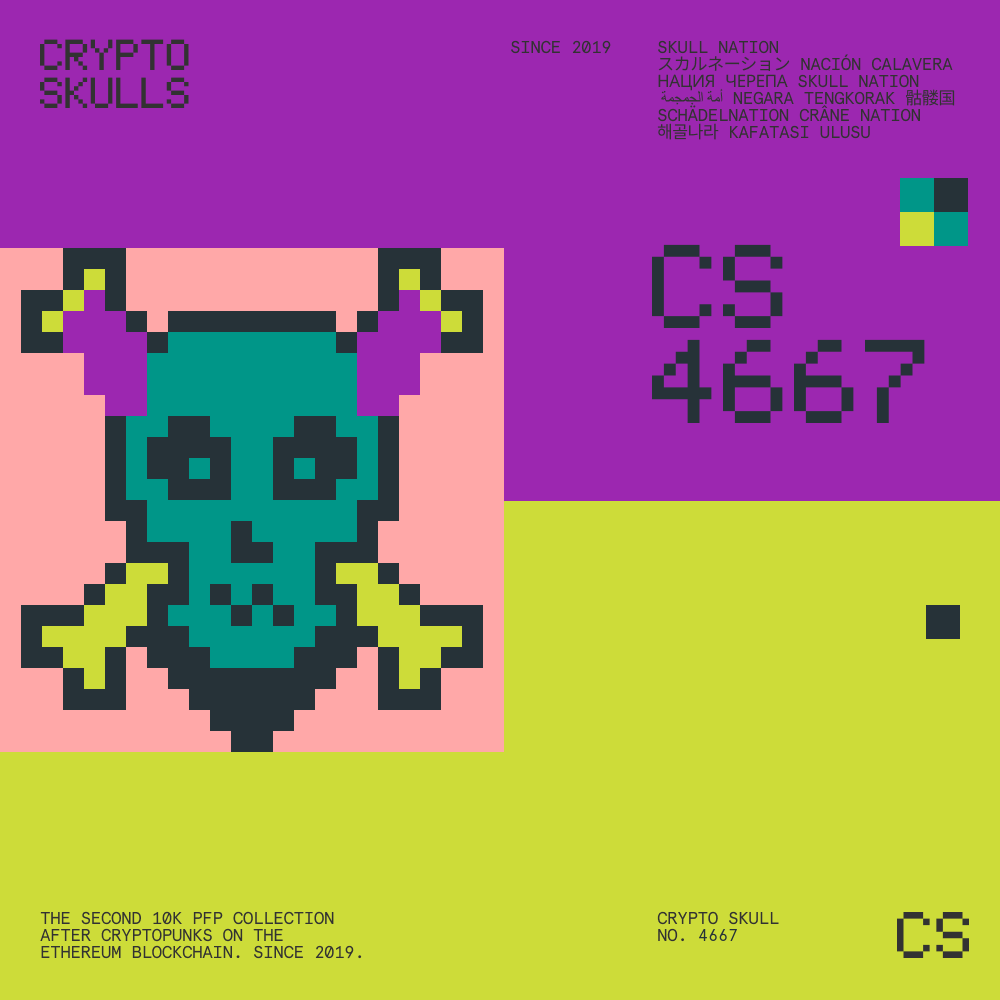 CRYPTO
SKULLS
SINCE 2019
SKULL NATION
スカルネーション NACIÓN CALAVERA
НАЦИЯ ЧЕРЕПА SKULL NATION
أمة الجمجمة NEGARA TENGKORAK 骷髅国
SCHÄDELNATION CRÂNE NATION
해골나라 KAFATASI ULUSU
CS
4667
THE SECOND 10K PFP COLLECTION
AFTER CRYPTOPUNKS ON THE
ETHEREUM BLOCKCHAIN. SINCE 2019.
CRYPTO SKULL
NO. 4667
CS